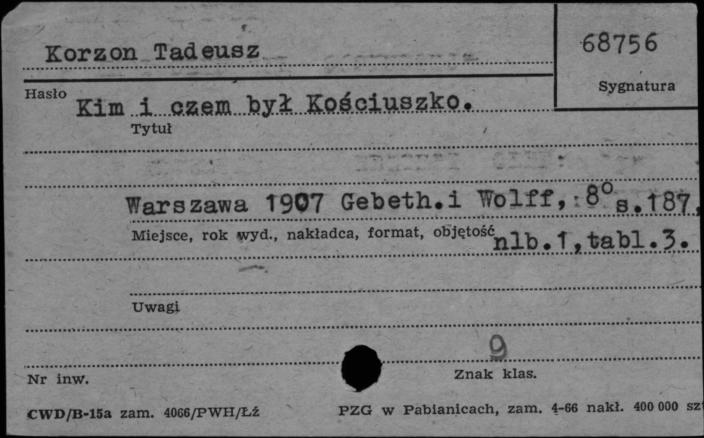 Korzon Tadeusz
68756
Hasło
Sygnatura
Kim i czem był Kościuszko.
Tytuł
Warszawa 1907 Gebeth.i Wolff, 8° s.187,
Miejsce, rok wyd., nakładca, format, objętość
nlb.1,tabl.3.
Uwagi
9
Nr inw.
Znak klas.
CWD/B-15a zam. 4066/PWH/Łź
PZG w Pabianicach, zam. 4-66 nakł. 400 000 szt